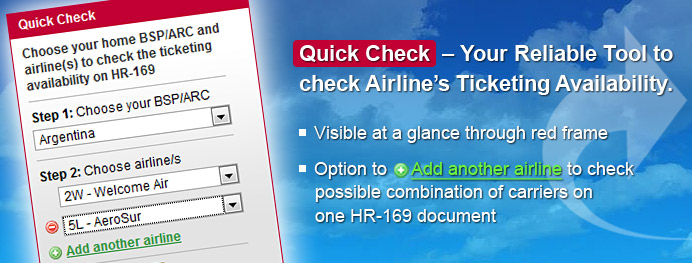 Quick Check
Choose your home BSP/ARC and
airline(s) to check the ticketing
availability on HR-169
Step 1: Choose your BSP/ARC
Argentina
Step 2: Choose airline/s
2W - Welcome Air
5L - AeroSur
Add another airline
Quick Check – Your Reliable Tool to
check Airline's Ticketing Availability.
Visible at a glance through red frame
Option to Add another airline to check
possible combination of carriers on
one HR-169 document